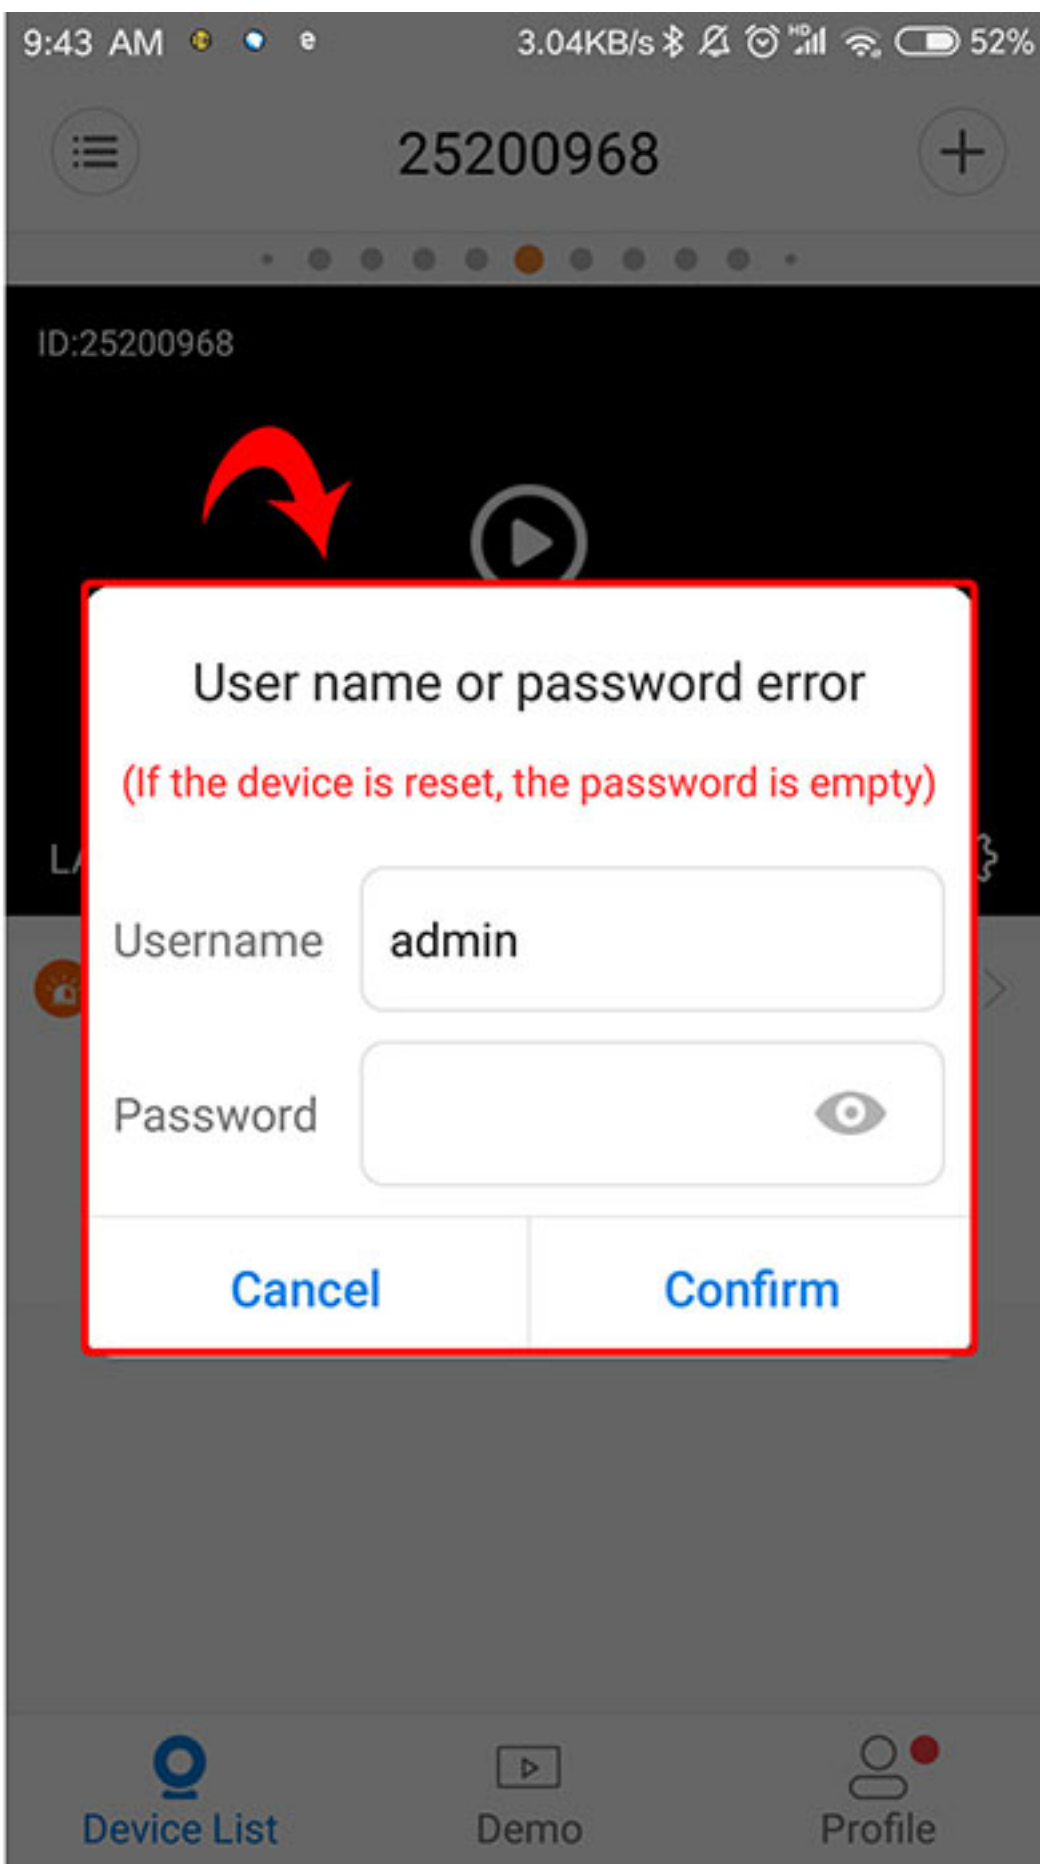 9:43 AM 3.04KB/s HD 52%
25200968
ID:25200968
User name or password error
(If the device is reset, the password is empty)
Username admin
Password
Cancel Confirm
Device List Demo Profile